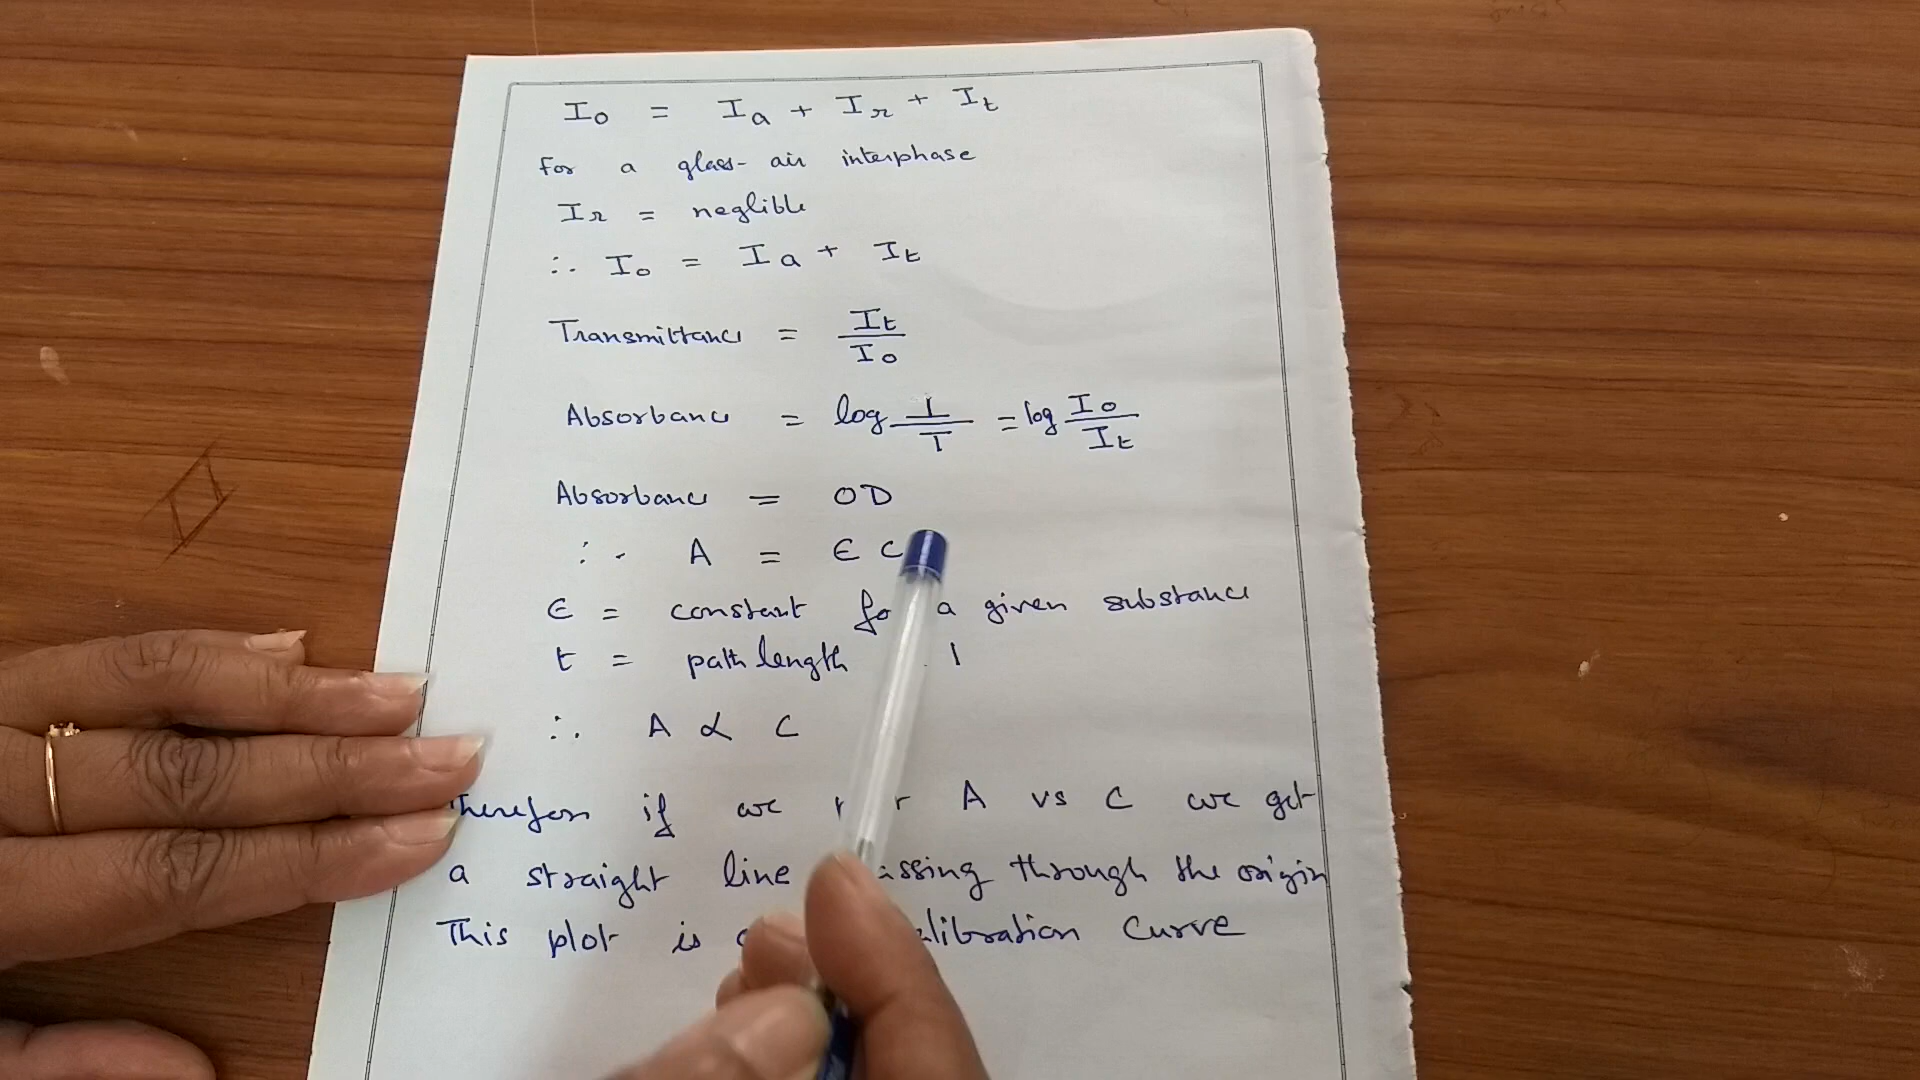 I₀ = Iₐ + Iᵣ + Iₜ
For a glass-air interphase
Iᵣ = neglible
∴ I₀ = Iₐ + Iₜ
Transmittance = Iₜ / I₀
Absorbance = log 1/T = log I₀/Iₜ
Absorbance = OD
∴ A = ϵ C
ϵ = constant a given substance
t = path length 1
∴ A ∝ C
Therefore if we A vs C we get
a straight line through the origin
This plot is Curve